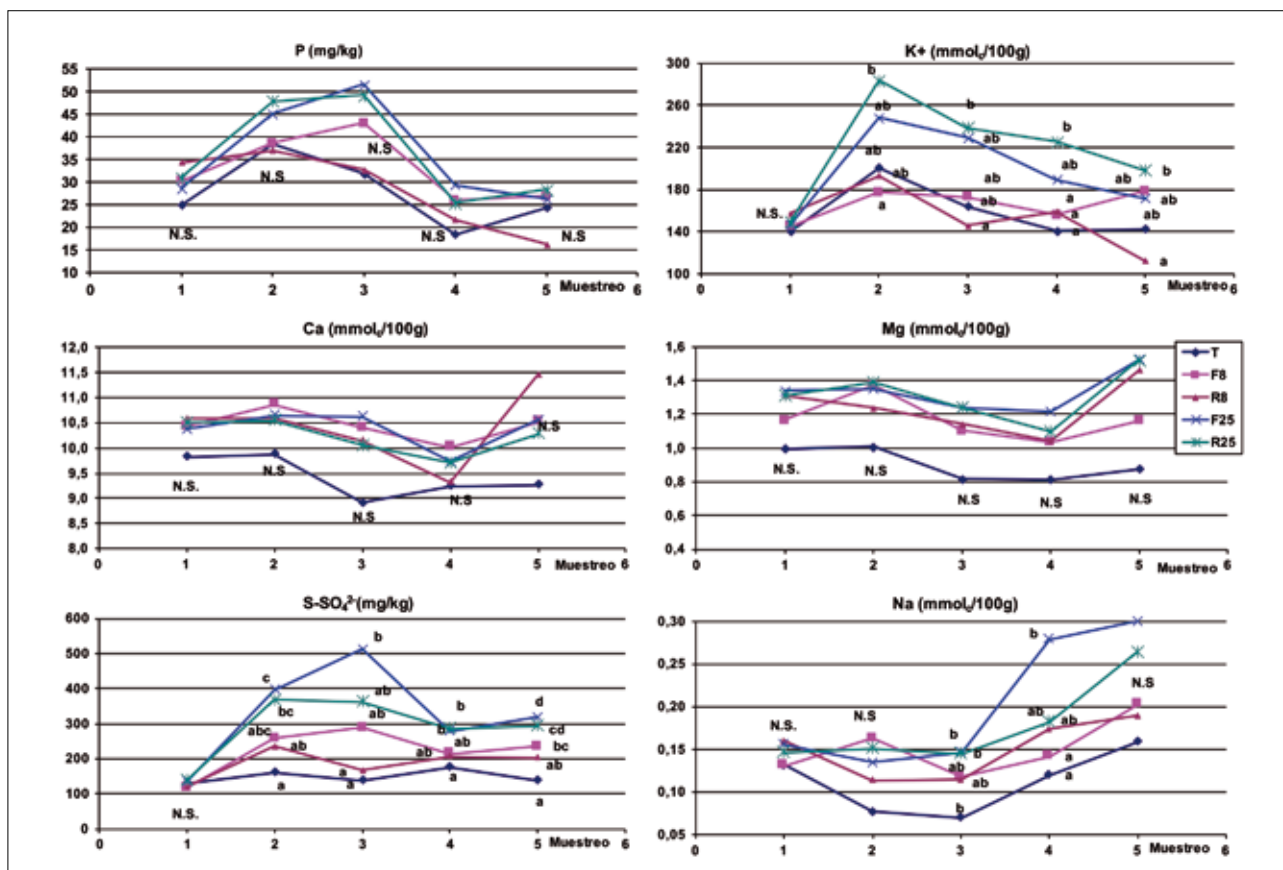 P (mg/kg)
55
50
45
40
35
30
25
20
15
10
N.S.
N.S
N.S
N.S
N.S
0 1 2 3 4 5 Muestreo 6
K+ (mmolc/100g)
300
260
220
180
140
100
N.S.
b
ab
ab
ab
a
b
ab
ab
ab
a
b
ab
a
a
a
ab
b
ab
ab
a
0 1 2 3 4 5 Muestreo 6
Ca (mmolc/100g)
12,0
11,5
11,0
10,5
10,0
9,5
9,0
8,5
8,0
N.S.
N.S
N.S
N.S
N.S
0 1 2 3 4 5 Muestreo 6
Mg (mmolc/100g)
1,6
1,4
1,2
1,0
0,8
0,6
0,4
N.S.
N.S
N.S
N.S
N.S
0 1 2 3 4 5 Muestreo 6
T
F8
R8
F25
R25
S-SO₄²⁻(mg/kg)
600
500
400
300
200
100
0
N.S.
c
bc
abc
ab
a
b
ab
ab
ab
a
b
b
ab
a
d
cd
bc
ab
a
0 1 2 3 4 5 Muestreo 6
Na (mmolc/100g)
0,30
0,25
0,20
0,15
0,10
0,05
N.S.
N.S
b
b
ab
ab
b
b
ab
ab
a
a
N.S
0 1 2 3 4 5 Muestreo 6